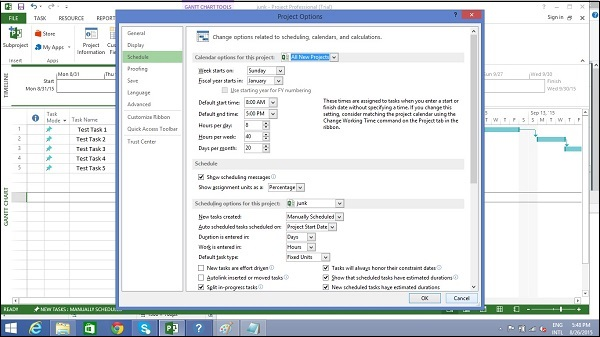 GANTT CHART TOOLS
junk - Project (Trial)
Project Options
Sign in
FILE
TASK
RESOURCE
REPORT
Subproject
Insert
Store
My Apps
Apps
Project
Information
TIMELINE
Start
Mon 8/31/15
Mon 8/31
Thu
Sun 9/27
Wed 9/30
Finish
Wed 9/30/15
General
Display
Schedule
Proofing
Save
Language
Advanced
Customize Ribbon
Quick Access Toolbar
Trust Center
Change options related to scheduling, calendars, and calculations.
Calendar options for this project:
All New Projects
Week starts on:
Sunday
Fiscal year starts in:
January
Use starting year for FY numbering
Default start time:
8:00 AM
Default end time:
5:00 PM
Hours per day:
8
Hours per week:
40
Days per month:
20
These times are assigned to tasks when you enter a start or
finish date without specifying a time. If you change this
setting, consider matching the project calendar using the
Change Working Time command on the Project tab in the
ribbon.
Schedule
Show scheduling messages
Show assignment units as a:
Percentage
Scheduling options for this project:
junk
New tasks created:
Manually Scheduled
Auto scheduled tasks scheduled on:
Project Start Date
Duration is entered in:
Days
Work is entered in:
Hours
Default task type:
Fixed Units
New tasks are effort driven
Tasks will always honor their constraint dates
Autolink inserted or moved tasks
Show that scheduled tasks have estimated durations
Split in-progress tasks
New scheduled tasks have estimated durations
OK
Cancel
Task
Mode
Task Name
Test Task 1
Test Task 2
Test Task 3
Test Task 4
Test Task 5
Sep 13, '15
S M T W T F S
GANTT CHART
READY
NEW TASKS : MANUALLY SCHEDULED
ENG
INTL
5:48 PM
8/26/2015